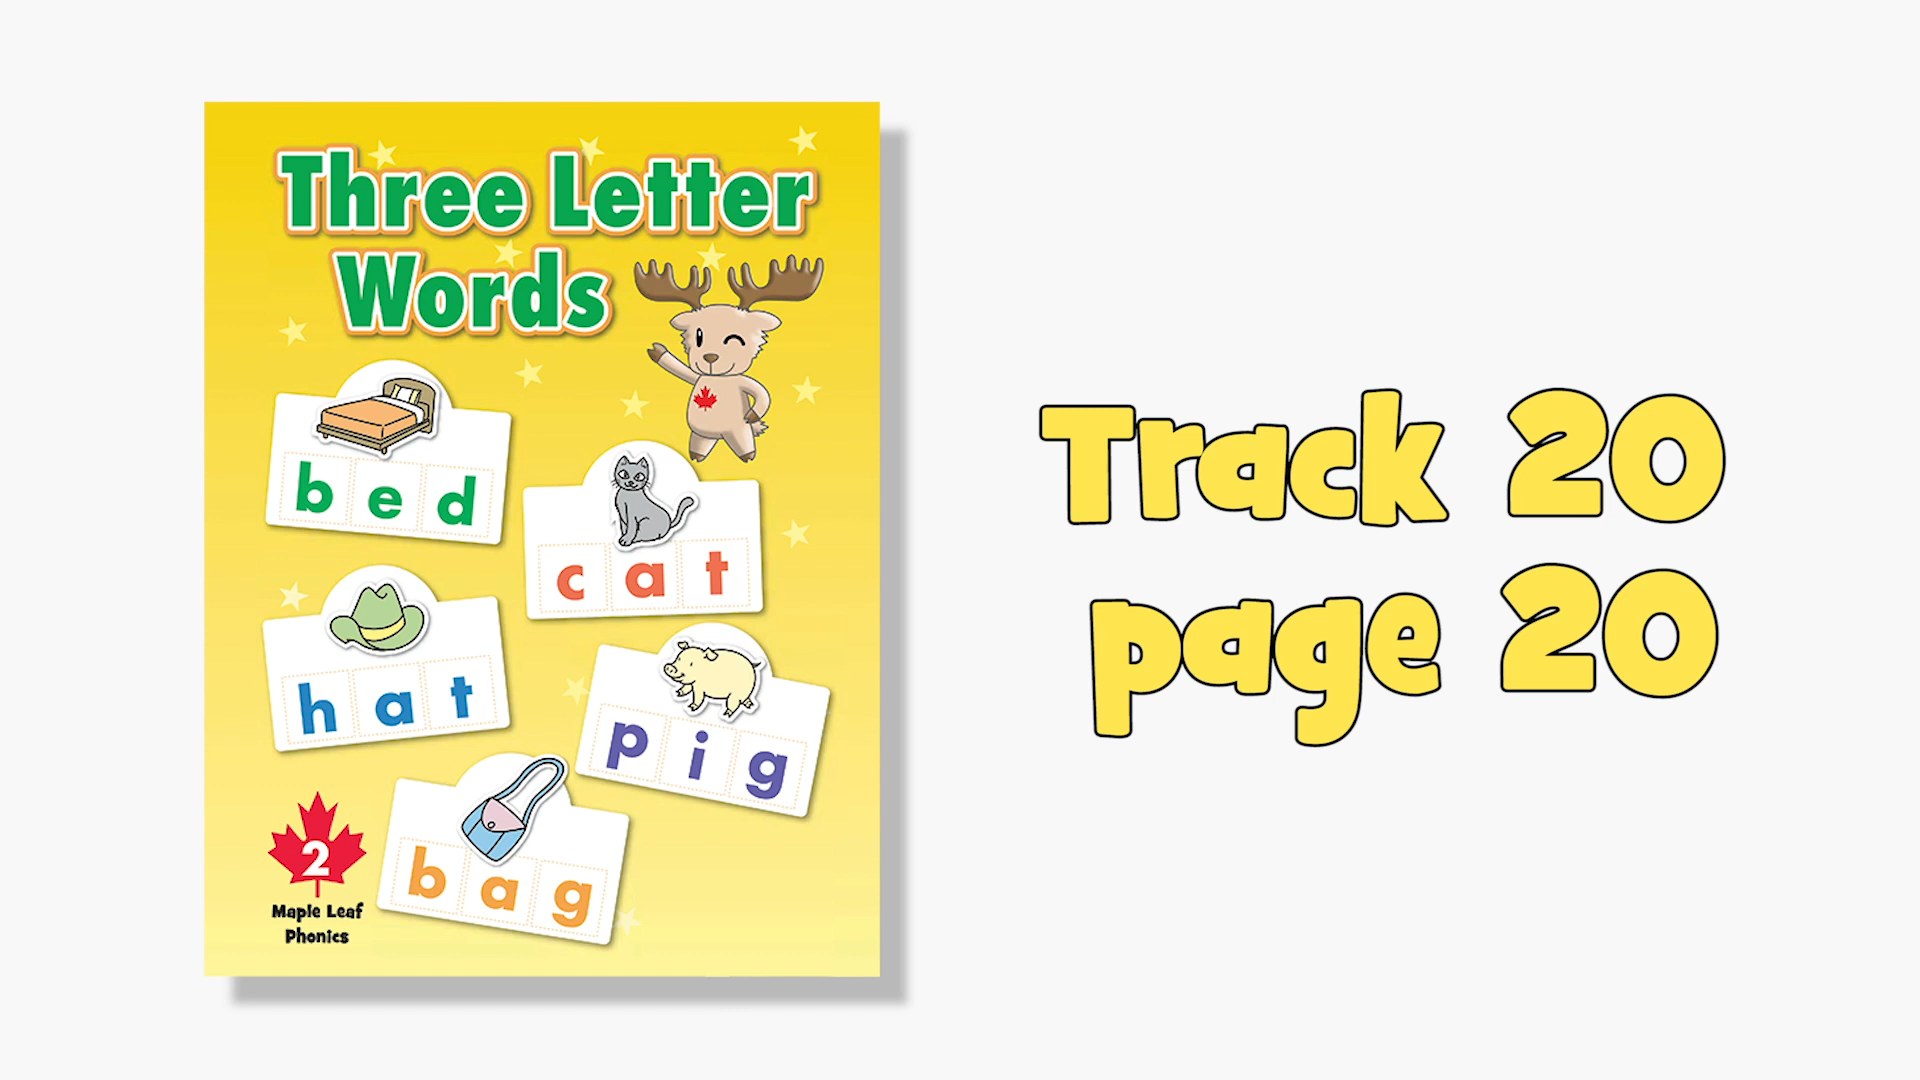 Three Letter
Words
bed
cat
hat
pig
bag
2
Maple Leaf
Phonics
Track 20
page 20